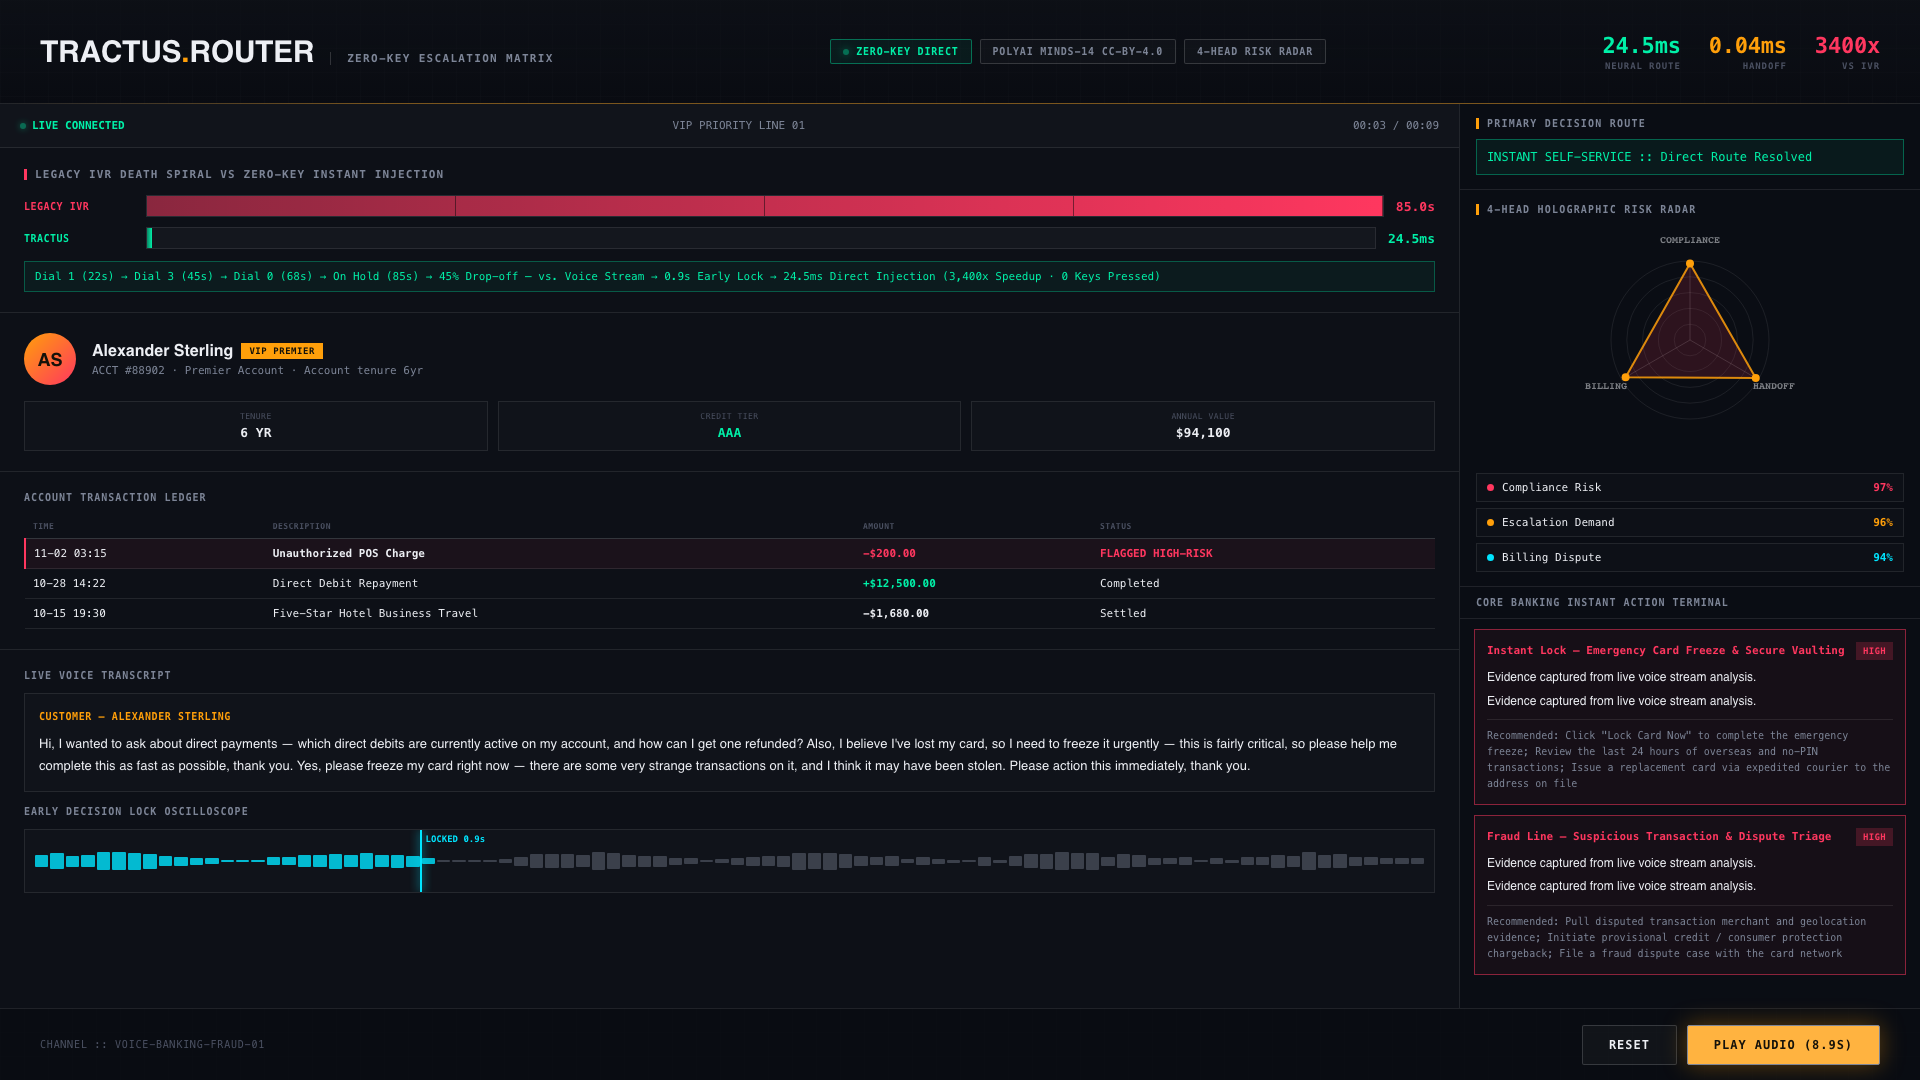 TRACTUS.ROUTER
ZERO-KEY ESCALATION MATRIX
ZERO-KEY DIRECT
POLYAI MINDS-14 CC-BY-4.0
4-HEAD RISK RADAR
24.5ms
NEURAL ROUTE
0.04ms
HANDOFF
3400x
VS IVR
LIVE CONNECTED
VIP PRIORITY LINE 01
00:03 / 00:09
LEGACY IVR DEATH SPIRAL VS ZERO-KEY INSTANT INJECTION
LEGACY IVR
85.0s
TRACTUS
24.5ms
Dial 1 (22s) → Dial 3 (45s) → Dial 0 (68s) → On Hold (85s) → 45% Drop-off — vs. Voice Stream → 0.9s Early Lock → 24.5ms Direct Injection (3,400x Speedup · 0 Keys Pressed)
AS
Alexander Sterling
VIP PREMIER
ACCT #88902 · Premier Account · Account tenure 6yr
TENURE
6 YR
CREDIT TIER
AAA
ANNUAL VALUE
$94,100
ACCOUNT TRANSACTION LEDGER
TIME DESCRIPTION AMOUNT STATUS
11-02 03:15 Unauthorized POS Charge -$200.00 FLAGGED HIGH-RISK
10-28 14:22 Direct Debit Repayment +$12,500.00 Completed
10-15 19:30 Five-Star Hotel Business Travel -$1,680.00 Settled
LIVE VOICE TRANSCRIPT
CUSTOMER — ALEXANDER STERLING
Hi, I wanted to ask about direct payments — which direct debits are currently active on my account, and how can I get one refunded? Also, I believe I've lost my card, so I need to freeze it urgently — this is fairly critical, so please help me
complete this as fast as possible, thank you. Yes, please freeze my card right now — there are some very strange transactions on it, and I think it may have been stolen. Please action this immediately, thank you.
EARLY DECISION LOCK OSCILLOSCOPE
LOCKED 0.9s
PRIMARY DECISION ROUTE
INSTANT SELF-SERVICE :: Direct Route Resolved
4-HEAD HOLOGRAPHIC RISK RADAR
COMPLIANCE
BILLING
HANDOFF
Compliance Risk 97%
Escalation Demand 96%
Billing Dispute 94%
CORE BANKING INSTANT ACTION TERMINAL
Instant Lock — Emergency Card Freeze & Secure Vaulting
HIGH
Evidence captured from live voice stream analysis.
Evidence captured from live voice stream analysis.
Recommended: Click "Lock Card Now" to complete the emergency
freeze; Review the last 24 hours of overseas and no-PIN
transactions; Issue a replacement card via expedited courier to the
address on file
Fraud Line — Suspicious Transaction & Dispute Triage
HIGH
Evidence captured from live voice stream analysis.
Evidence captured from live voice stream analysis.
Recommended: Pull disputed transaction merchant and geolocation
evidence; Initiate provisional credit / consumer protection
chargeback; File a fraud dispute case with the card network
CHANNEL :: VOICE-BANKING-FRAUD-01
RESET
PLAY AUDIO (8.9S)